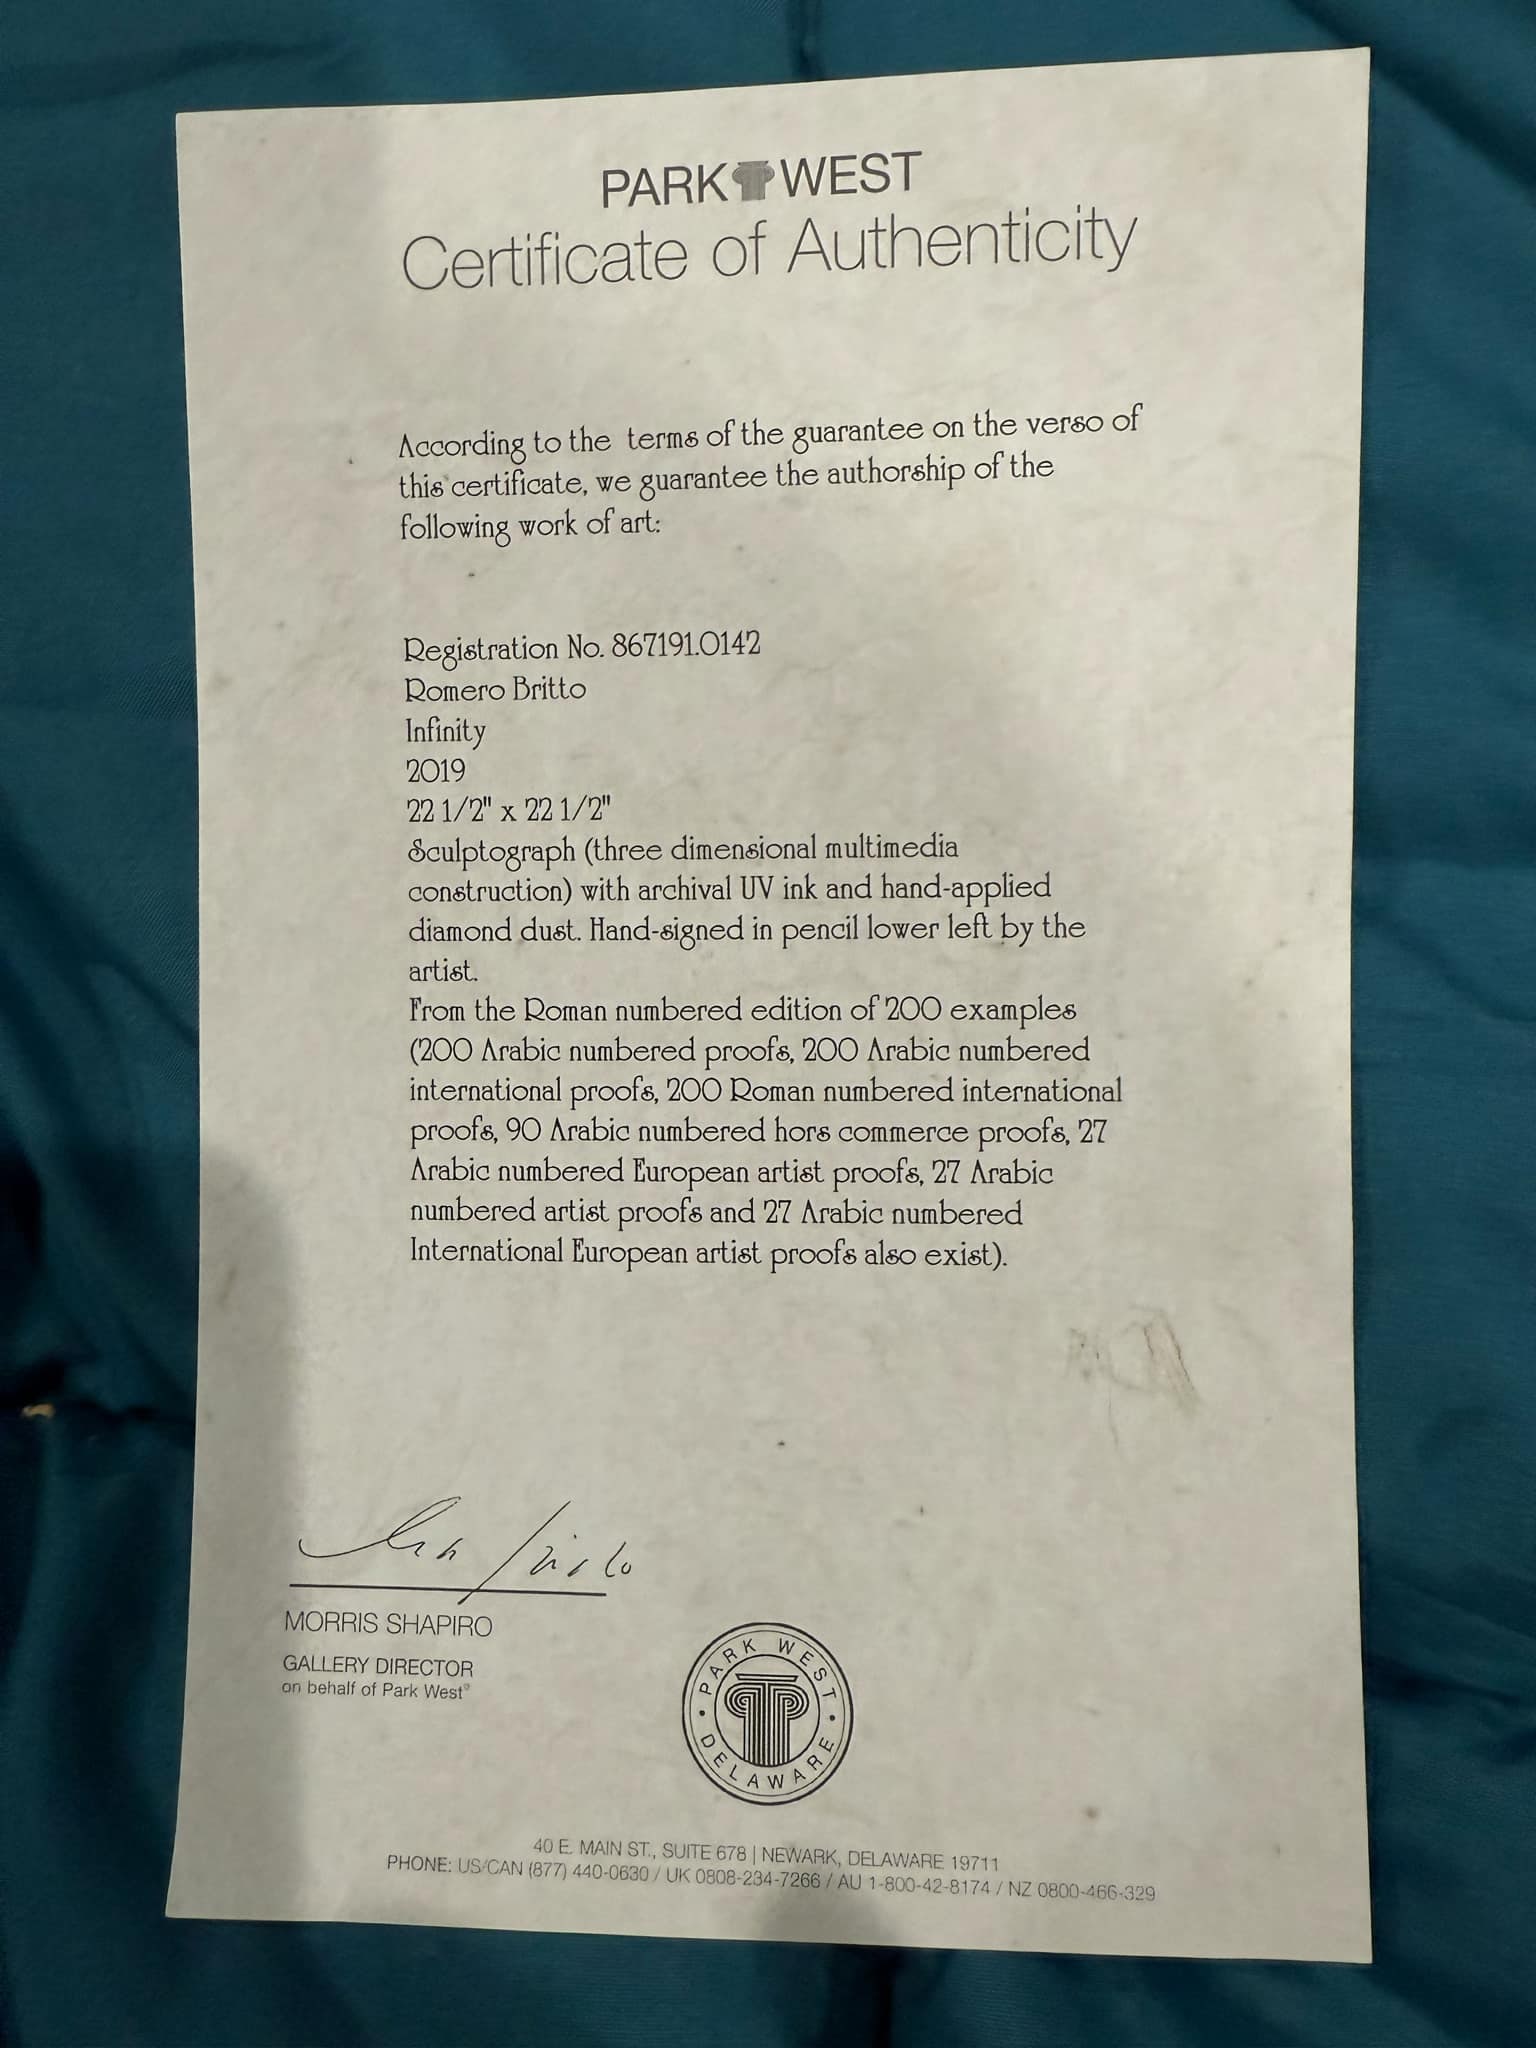 PARK WEST
Certificate of Authenticity
According to the terms of the guarantee on the verso of
this certificate, we guarantee the authorship of the
following work of art:
Registration No. 867191.0142
Romero Britto
Infinity
2019
22 1/2" x 22 1/2"
Sculptograph (three dimensional multimedia
construction) with archival UV ink and hand-applied
diamond dust. Hand-signed in pencil lower left by the
artist.
From the Roman numbered edition of 200 examples
(200 Arabic numbered proofs, 200 Arabic numbered
international proofs, 200 Roman numbered international
proofs, 90 Arabic numbered hors commerce proofs, 27
Arabic numbered European artist proofs, 27 Arabic
numbered artist proofs and 27 Arabic numbered
International European artist proofs also exist).
MORRIS SHAPIRO
GALLERY DIRECTOR
on behalf of Park West®
PARK WEST
• DELAWARE •
40 E. MAIN ST., SUITE 678 | NEWARK, DELAWARE 19711
PHONE: US/CAN (877) 440-0630 / UK 0808-234-7266 / AU 1-800-42-8174 / NZ 0800-466-329